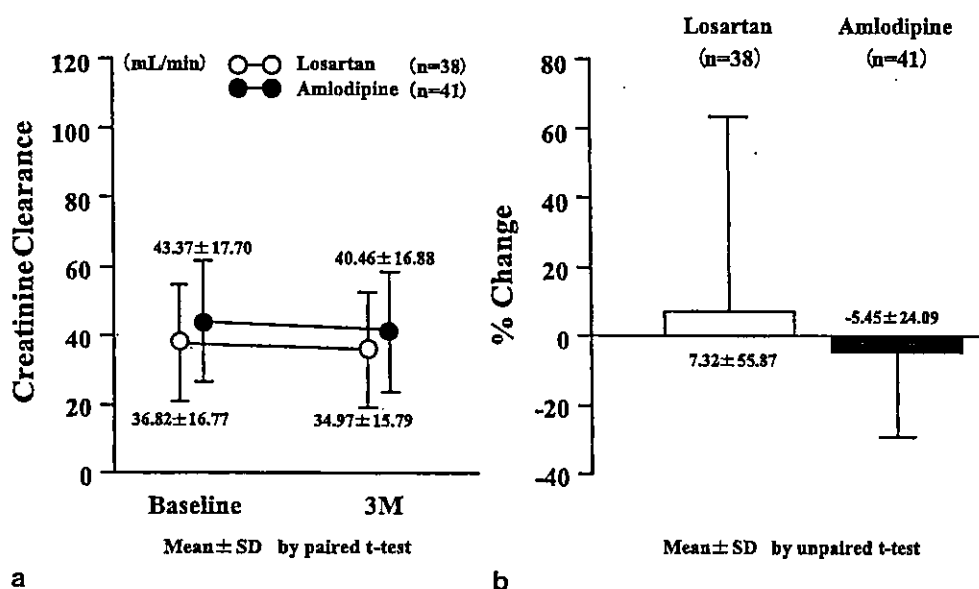 (mL/min)
Losartan (n=38)
Amlodipine (n=41)
Creatinine Clearance
120
100
80
60
40
20
0
43.37±17.70
40.46±16.88
36.82±16.77
34.97±15.79
Baseline 3M
Mean±SD by paired t-test
a
Losartan Amlodipine
(n=38) (n=41)
% Change
80
60
40
20
0
-20
-40
-5.45±24.09
7.32±55.87
Mean±SD by unpaired t-test
b